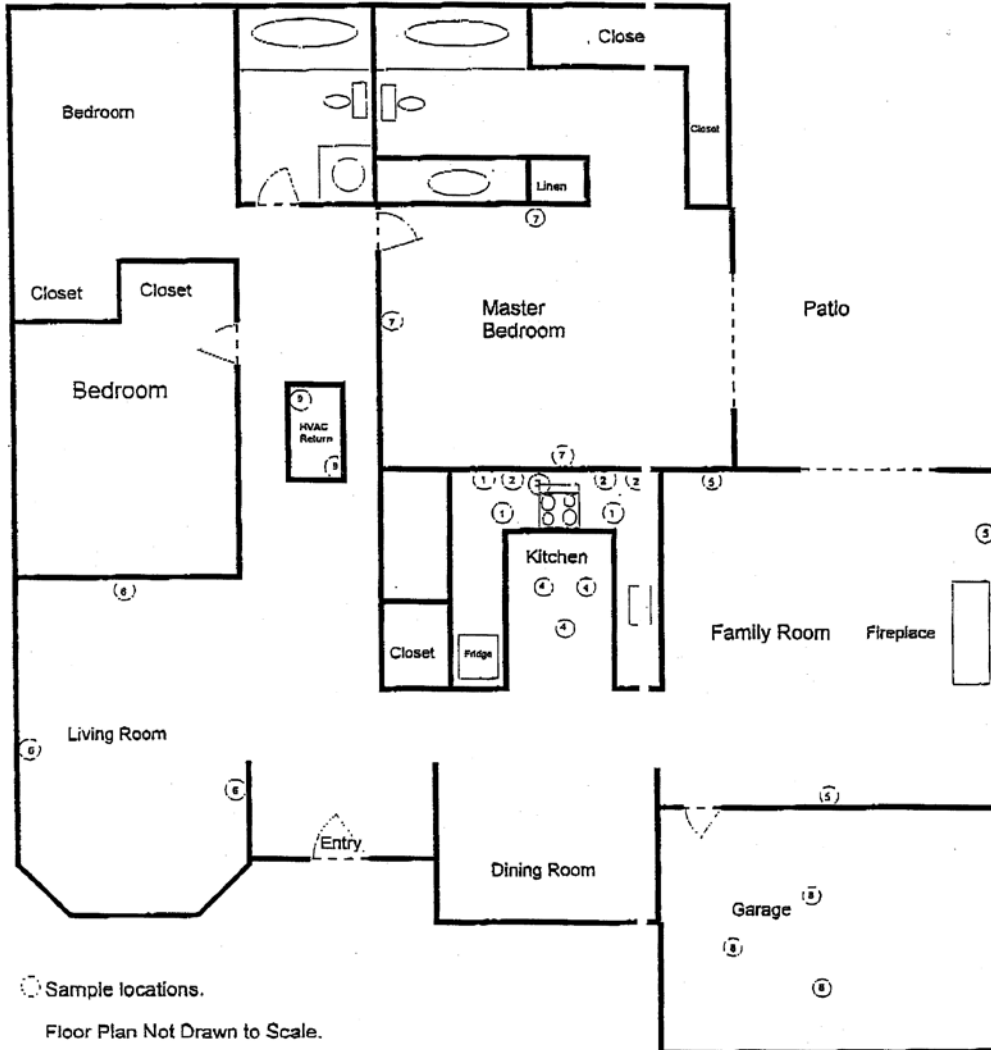 Close
Bedroom
Closet
Linen
7
Closet
Closet
Master
Bedroom
Patio
7
Bedroom
9
HVAC
Return
9
7
1
2
2
2
5
1
1
5
Kitchen
4
4
4
6
Family Room
Fireplace
Closet
Fridge
Living Room
6
6
5
Entry
Dining Room
8
Garage
8
8
Sample locations.
Floor Plan Not Drawn to Scale.